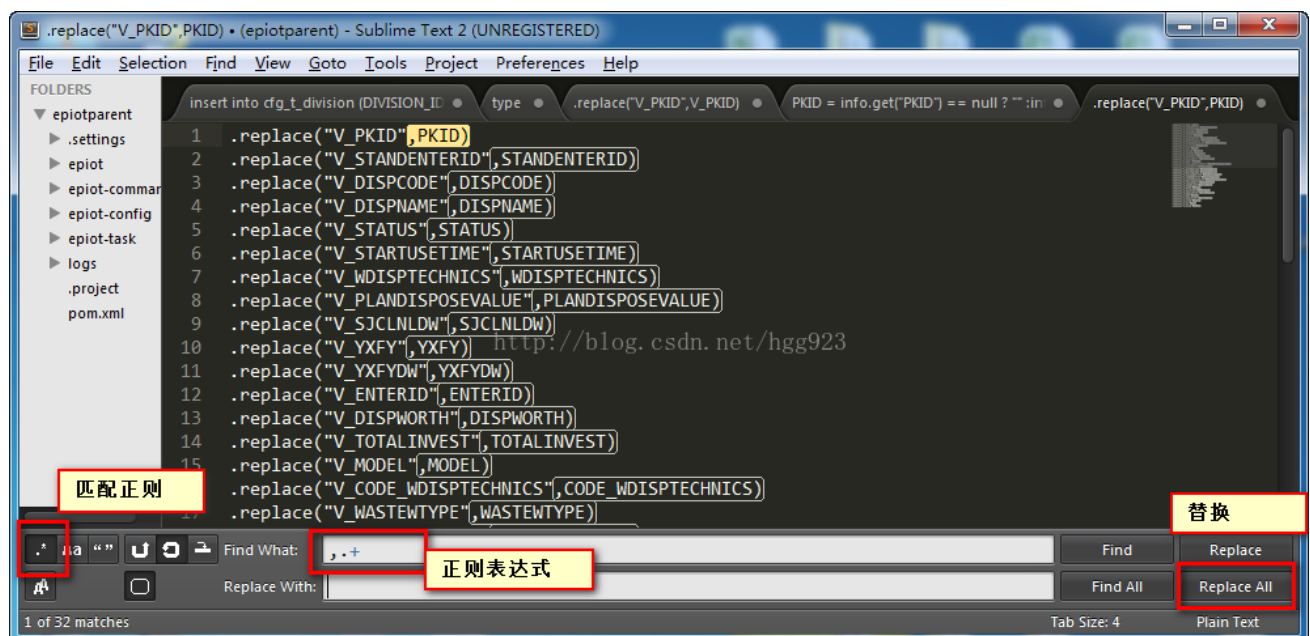 .replace("V_PKID",PKID) • (epiotparent) - Sublime Text 2 (UNREGISTERED)
File Edit Selection Find View Goto Tools Project Preferences Help
FOLDERS
insert into cfg_t_division (DIVISION_ID
type
.replace("V_PKID",V_PKID)
PKID = info.get("PKID") == null ? "" :in
.replace("V_PKID",PKID)
epiotparent
.settings
epiot
epiot-commar
epiot-config
epiot-task
logs
.project
pom.xml
1 .replace("V_PKID",PKID)
2 .replace("V_STANDENTERID",STANDENTERID)
3 .replace("V_DISPCODE",DISPCODE)
4 .replace("V_DISPNAME",DISPNAME)
5 .replace("V_STATUS",STATUS)
6 .replace("V_STARTUSETIME",STARTUSETIME)
7 .replace("V_WDISPTECHNICS",WDISPTECHNICS)
8 .replace("V_PLANDISPOSEVALUE",PLANDISPOSEVALUE)
9 .replace("V_SJCLNLDW",SJCLNLDW)
10 .replace("V_YXFY",YXFY)
http://blog.csdn.net/hgg923
11 .replace("V_YXFYDW",YXFYDW)
12 .replace("V_ENTERID",ENTERID)
13 .replace("V_DISPWORTH",DISPWORTH)
14 .replace("V_TOTALINVEST",TOTALINVEST)
15 .replace("V_MODEL",MODEL)
.replace("V_CODE_WDISPTECHNICS",CODE_WDISPTECHNICS)
.replace("V_WASTEWTYPE",WASTEWTYPE)
匹配正则
替换
.* Aa “” Find What: ,.+ Find Replace
正则表达式
Replace With: Find All Replace All
1 of 32 matches Tab Size: 4 Plain Text